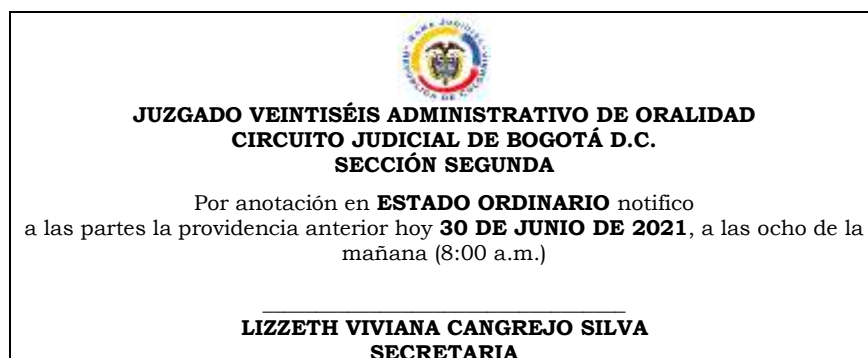 JUZGADO VEINTISÉIS ADMINISTRATIVO DE ORALIDAD
CIRCUITO JUDICIAL DE BOGOTÁ D.C.
SECCIÓN SEGUNDA
Por anotación en ESTADO ORDINARIO notifico
a las partes la providencia anterior hoy 30 DE JUNIO DE 2021, a las ocho de la
mañana (8:00 a.m.)
LIZZETH VIVIANA CANGREJO SILVA
SECRETARIA